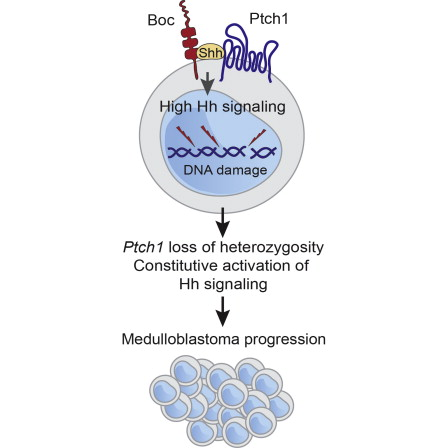 Boc
Ptch1
Shh
High Hh signaling
DNA damage
Ptch1 loss of heterozygosity
Constitutive activation of
Hh signaling
Medulloblastoma progression